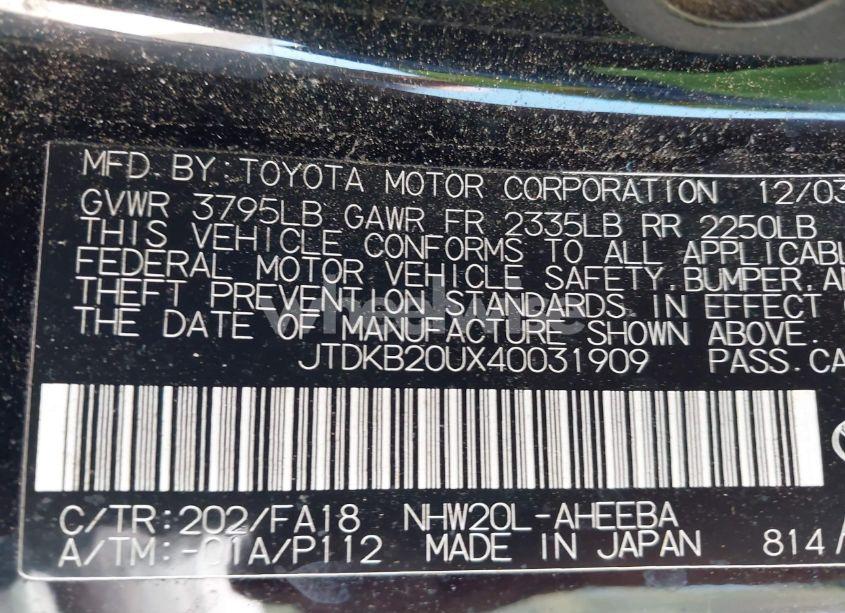 MFD. BY: TOYOTA MOTOR CORPORATION 12/03
GVWR 3795LB GAWR FR 2335LB RR 2250LB
THIS VEHICLE CONFORMS TO ALL APPLICABL
FEDERAL MOTOR VEHICLE SAFETY, BUMPER, AN
THEFT PREVENTION STANDARDS IN EFFECT
THE DATE OF MANUFACTURE SHOWN ABOVE.
JTDKB20UX40031909 PASS. CA
C/TR: 202/FA18 NHW20L-AHEEBA
A/TM: -01A/P112 MADE IN JAPAN 814/